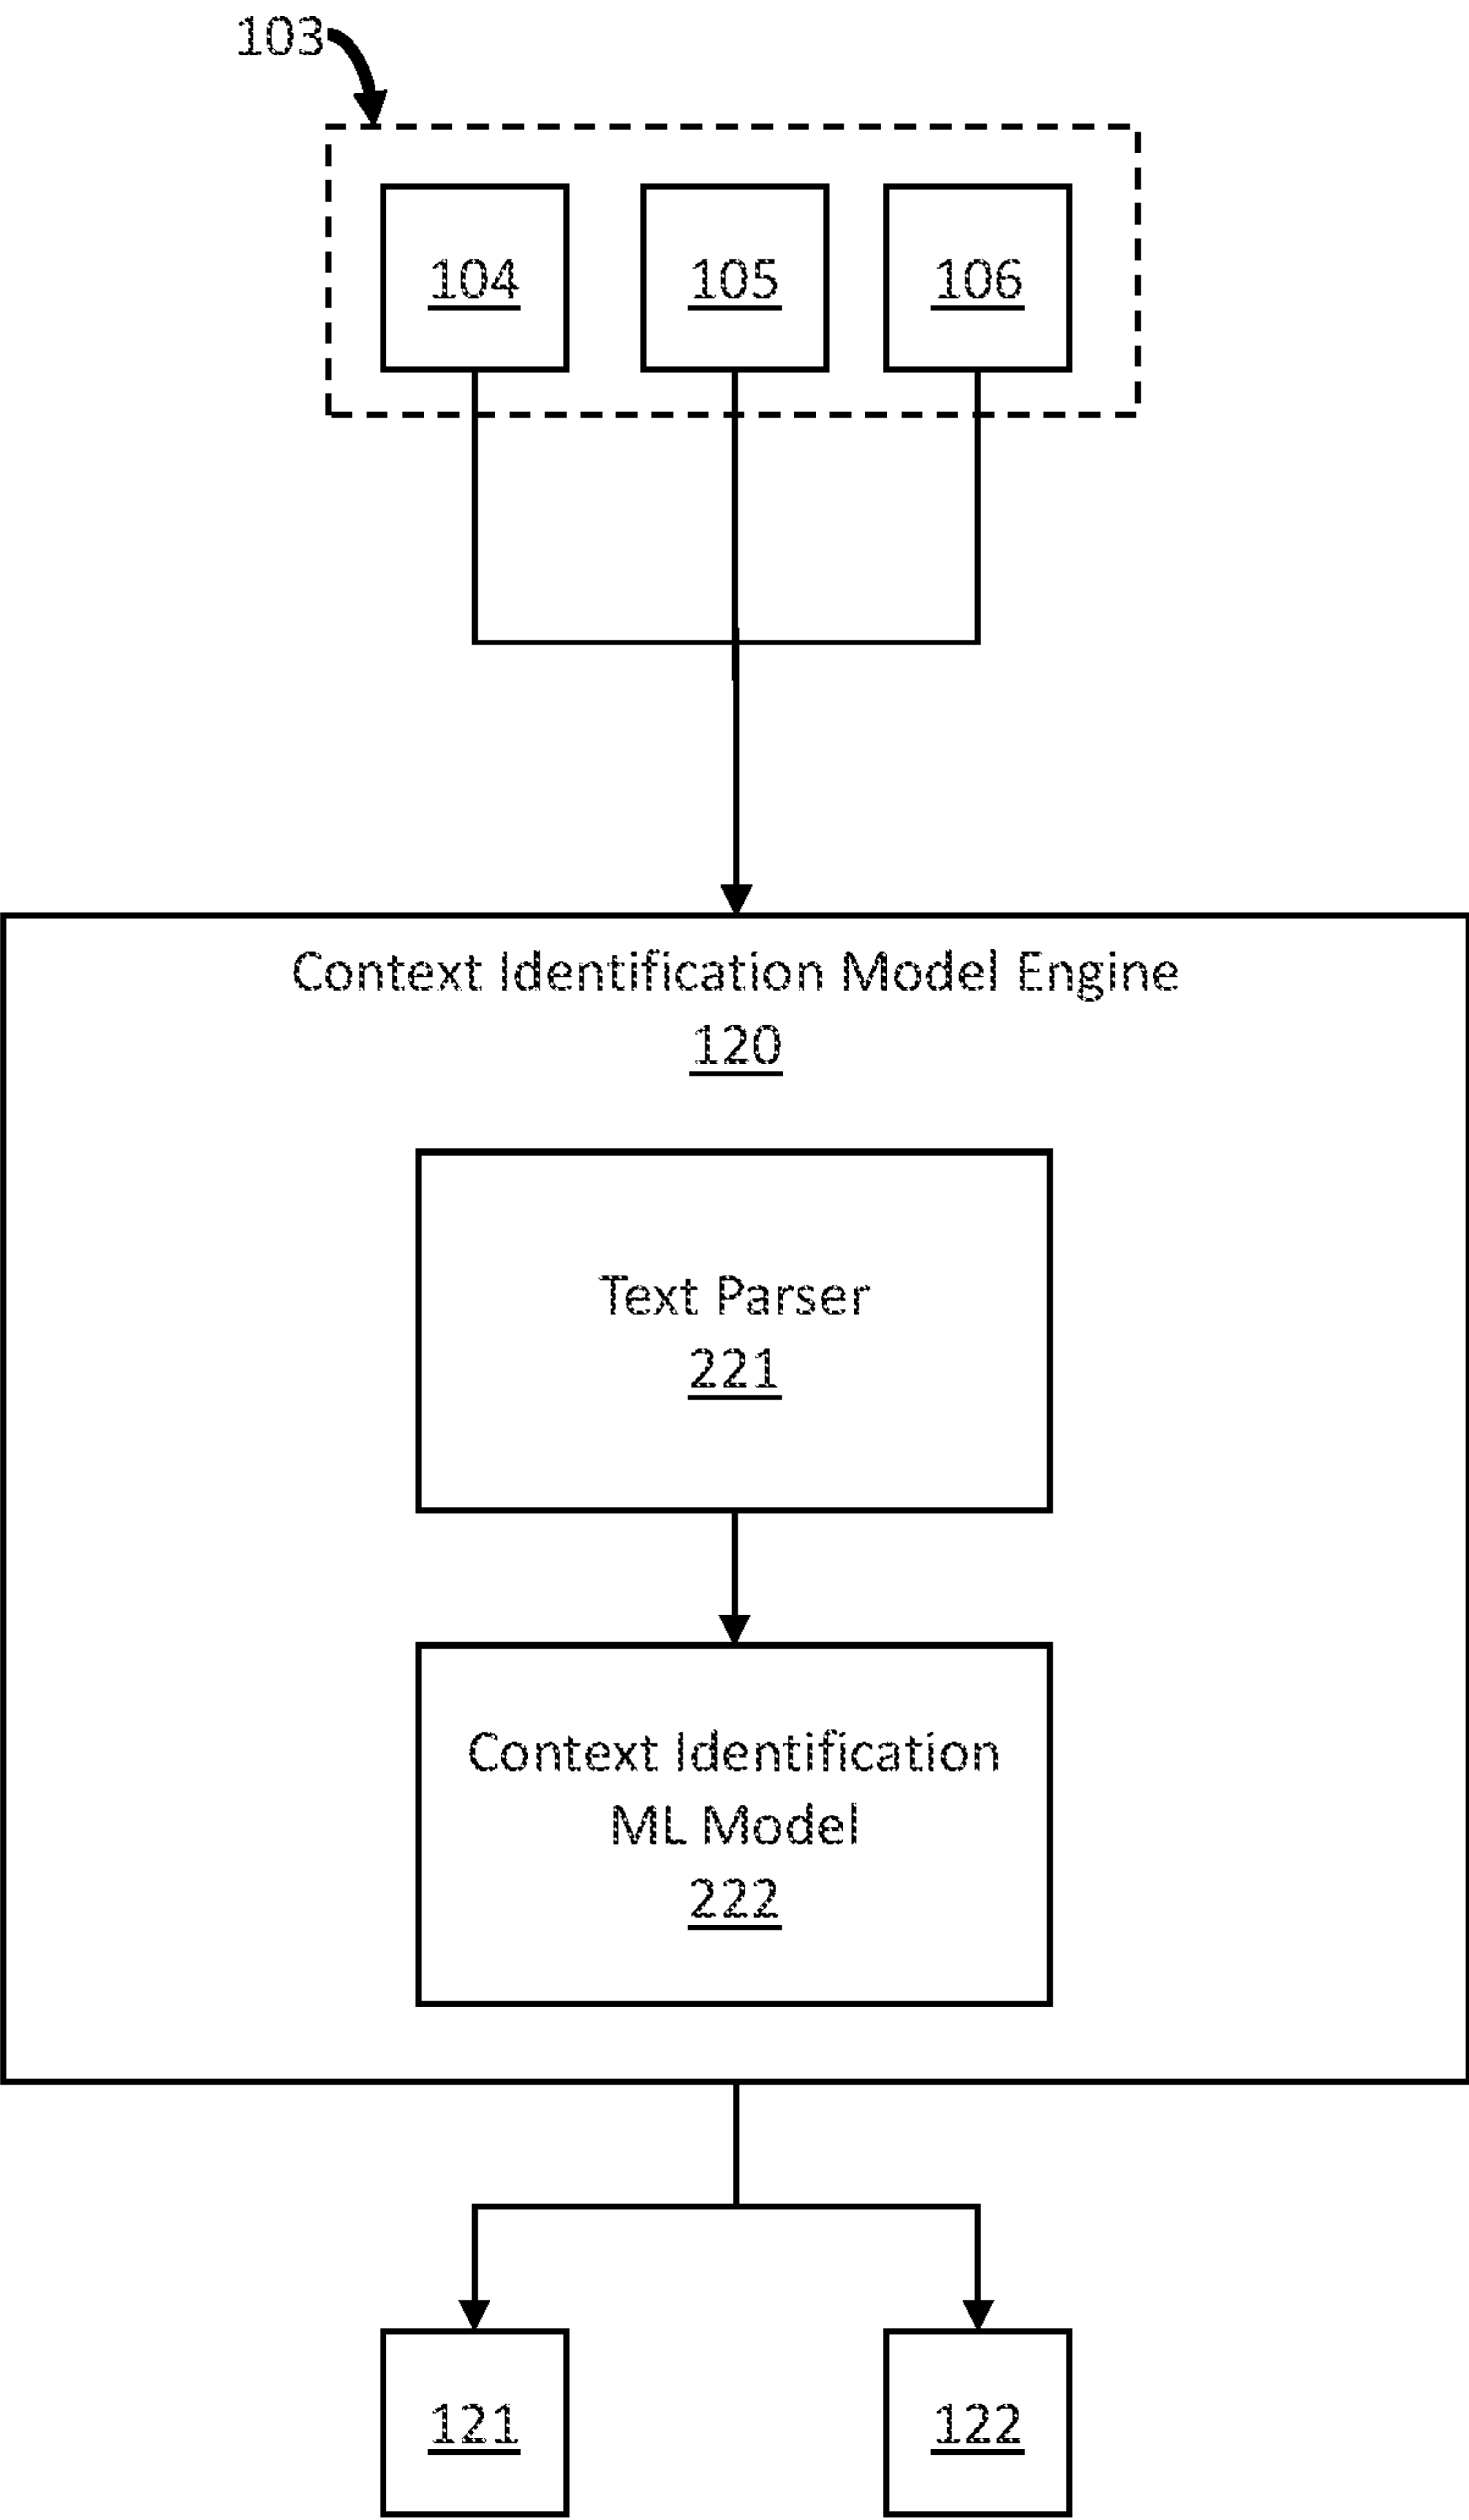 103
104 105 106
Context Identification Model Engine
120
Text Parser
221
Context Identification
ML Model
222
121 122